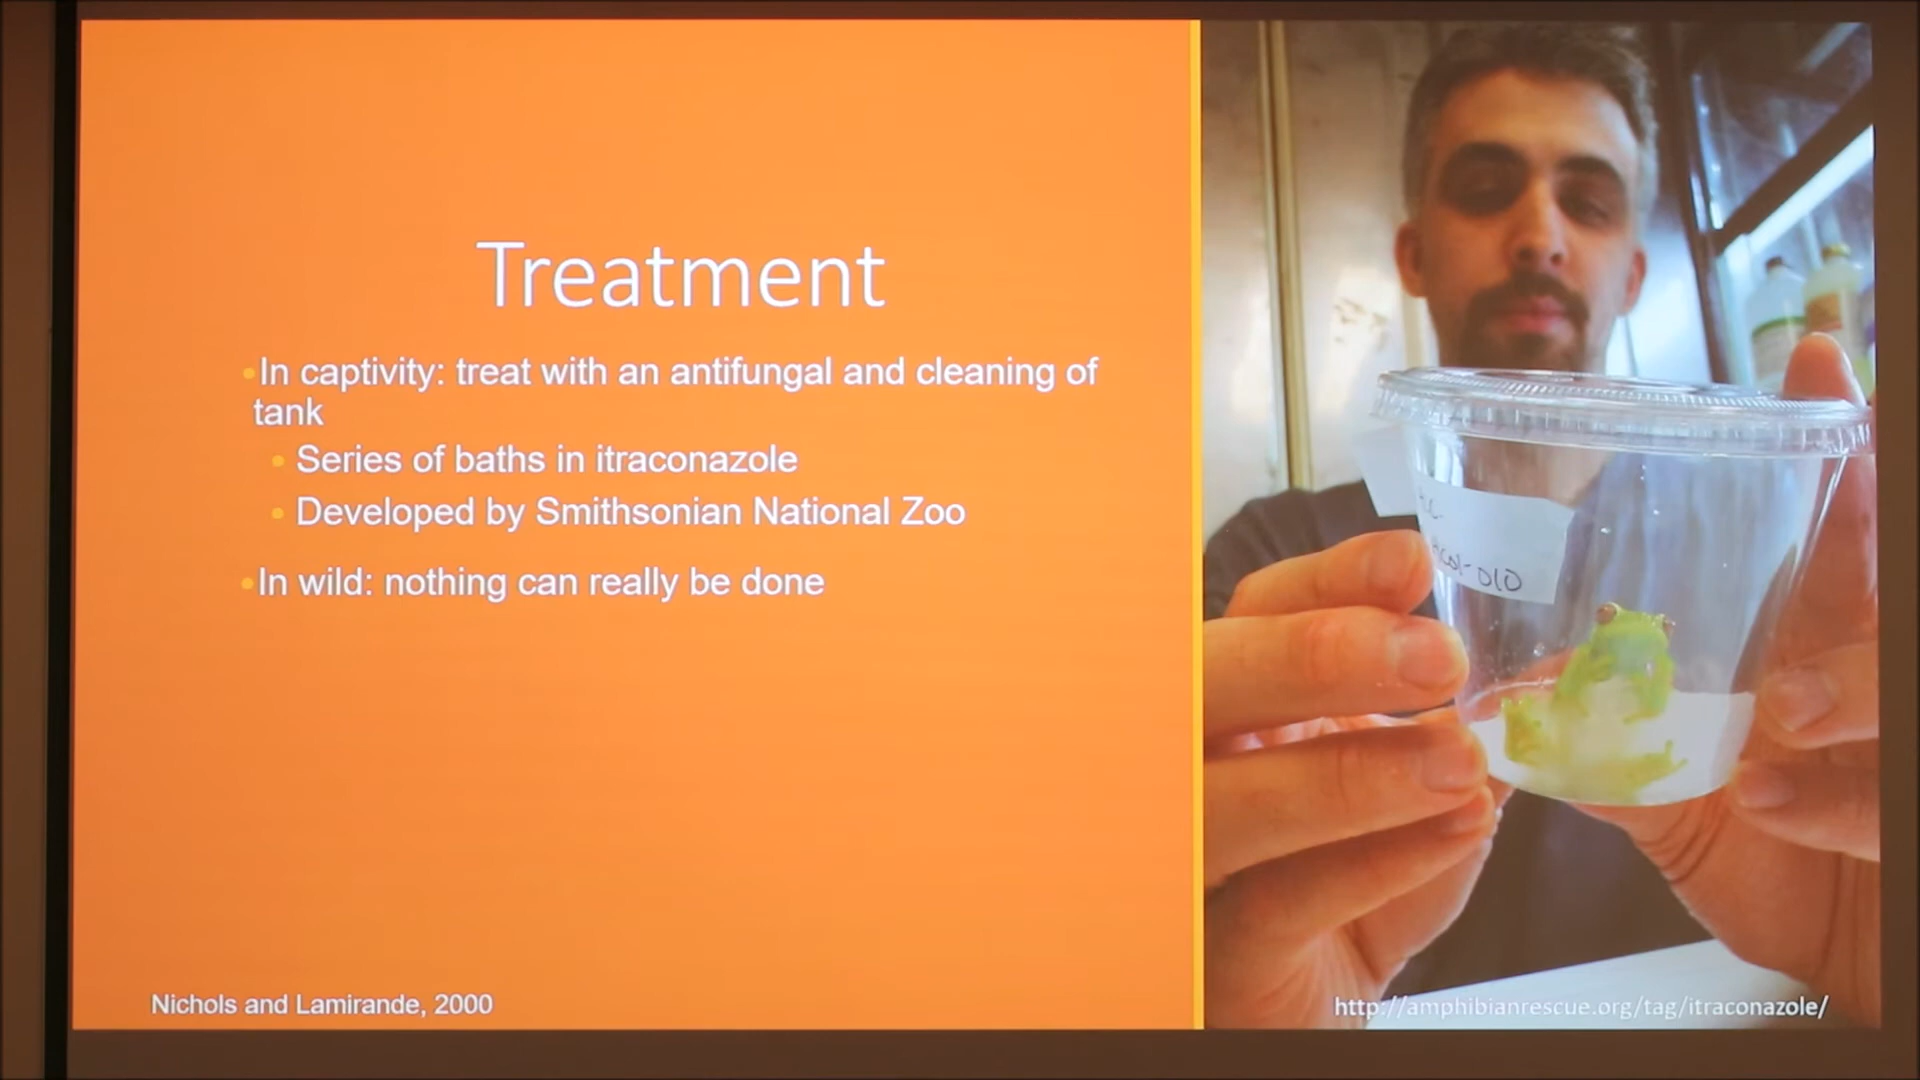 Treatment
•In captivity: treat with an antifungal and cleaning of
tank
• Series of baths in itraconazole
• Developed by Smithsonian National Zoo
•In wild: nothing can really be done
Nichols and Lamirande, 2000
010
http://amphibianrescue.org/tag/itraconazole/